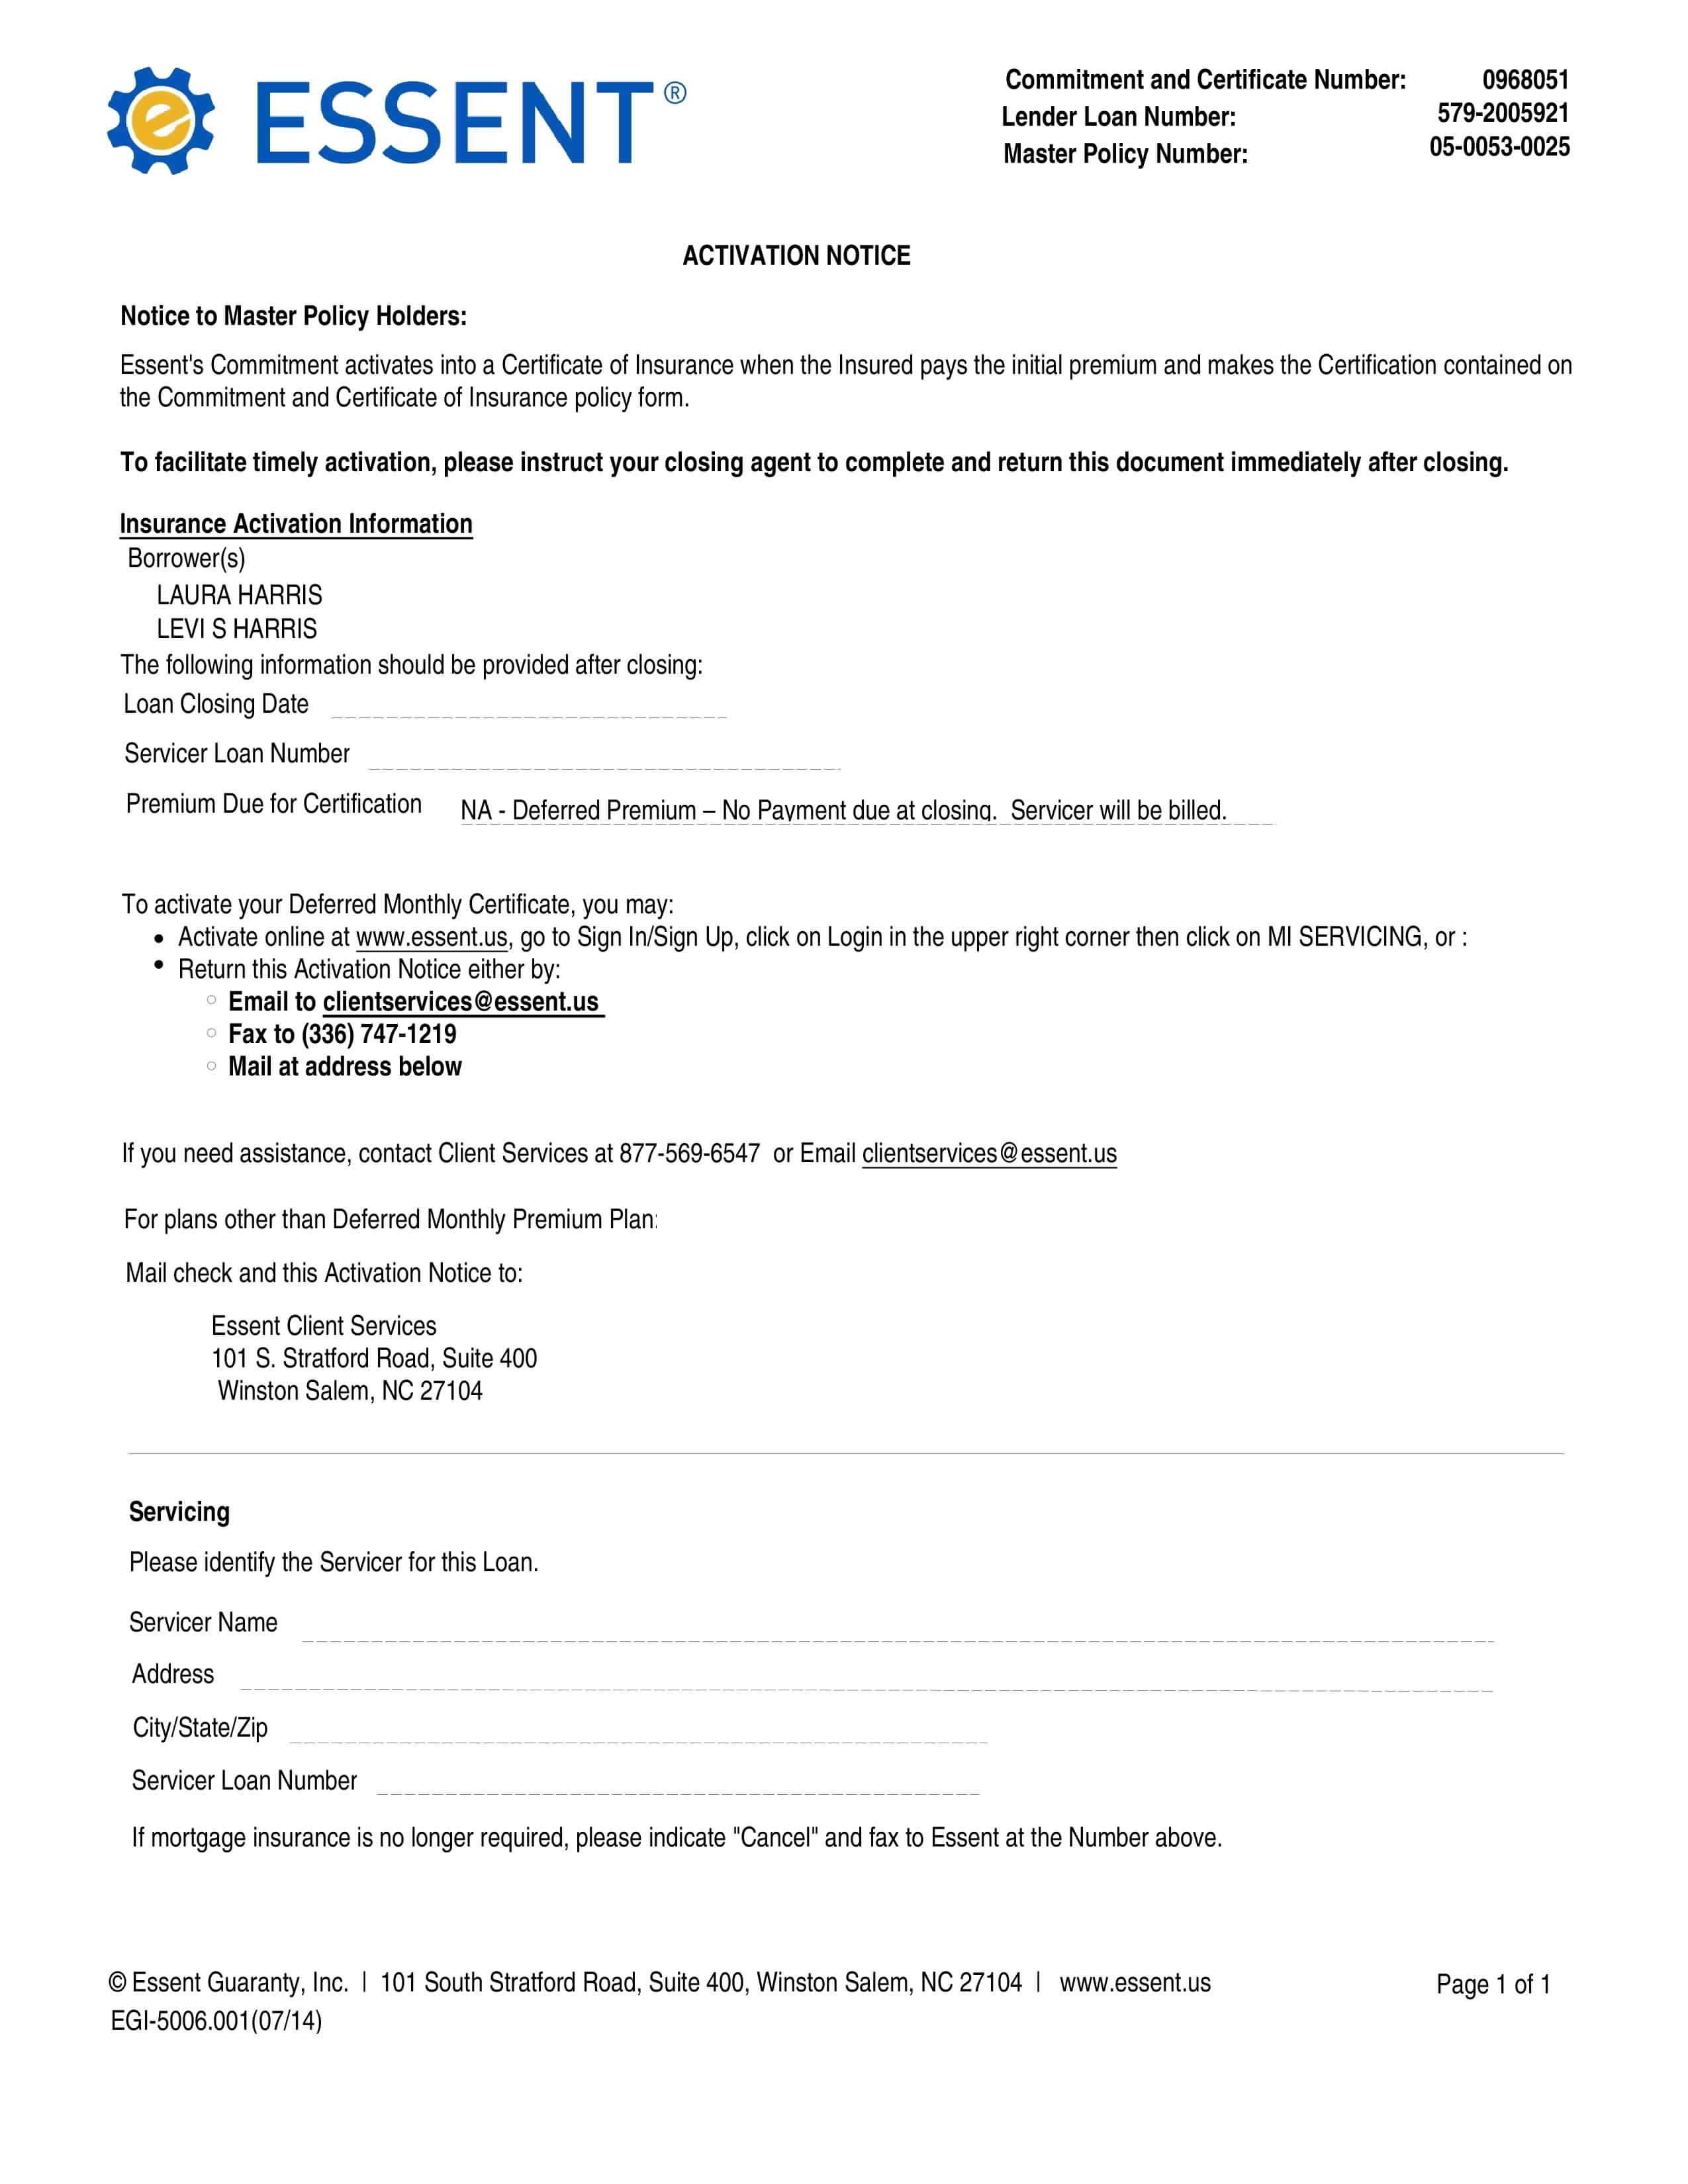 ESSENT®
Commitment and Certificate Number: 0968051
Lender Loan Number: 579-2005921
Master Policy Number: 05-0053-0025
ACTIVATION NOTICE
Notice to Master Policy Holders:
Essent's Commitment activates into a Certificate of Insurance when the Insured pays the initial premium and makes the Certification contained on
the Commitment and Certificate of Insurance policy form.
To facilitate timely activation, please instruct your closing agent to complete and return this document immediately after closing.
Insurance Activation Information
Borrower(s)
LAURA HARRIS
LEVI S HARRIS
The following information should be provided after closing:
Loan Closing Date
Servicer Loan Number
Premium Due for Certification NA - Deferred Premium – No Payment due at closing. Servicer will be billed.
To activate your Deferred Monthly Certificate, you may:
• Activate online at www.essent.us, go to Sign In/Sign Up, click on Login in the upper right corner then click on MI SERVICING, or :
• Return this Activation Notice either by:
○ Email to clientservices@essent.us
○ Fax to (336) 747-1219
○ Mail at address below
If you need assistance, contact Client Services at 877-569-6547 or Email clientservices@essent.us
For plans other than Deferred Monthly Premium Plan:
Mail check and this Activation Notice to:
Essent Client Services
101 S. Stratford Road, Suite 400
Winston Salem, NC 27104
Servicing
Please identify the Servicer for this Loan.
Servicer Name
Address
City/State/Zip
Servicer Loan Number
If mortgage insurance is no longer required, please indicate "Cancel" and fax to Essent at the Number above.
© Essent Guaranty, Inc. | 101 South Stratford Road, Suite 400, Winston Salem, NC 27104 | www.essent.us
Page 1 of 1
EGI-5006.001(07/14)